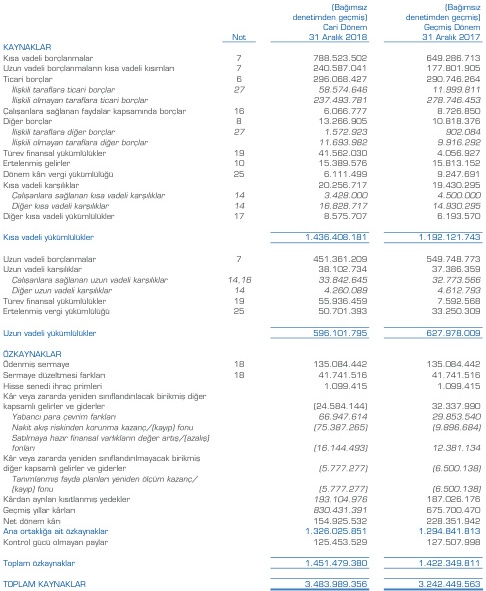 (Bağımsız (Bağımsız
denetimden geçmiş) denetimden geçmiş)
Cari Dönem Geçmiş Dönem
Not 31 Aralık 2018 31 Aralık 2017
KAYNAKLAR
Kısa vadeli borçlanmalar 7 788.523.502 649.286.713
Uzun vadeli borçlanmaların kısa vadeli kısımları 7 240.587.041 177.801.905
Ticari borçlar 6 296.068.427 290.746.264
İlişkili taraflara ticari borçlar 27 58.574.646 11.999.811
İlişkili olmayan taraflara ticari borçlar 237.493.781 278.746.453
Çalışanlara sağlanan faydalar kapsamında borçlar 16 6.066.777 8.726.850
Diğer borçlar 8 13.266.905 10.818.376
İlişkili taraflara diğer borçlar 27 1.572.923 902.084
İlişkili olmayan taraflara diğer borçlar 11.693.982 9.916.292
Türev finansal yükümlülükler 19 41.562.030 4.056.927
Ertelenmiş gelirler 10 15.389.576 15.813.152
Dönem kârı vergi yükümlülüğü 25 6.111.499 9.247.691
Kısa vadeli karşılıklar 20.256.717 19.430.295
Çalışanlara sağlanan kısa vadeli karşılıklar 14 3.428.000 4.500.000
Diğer kısa vadeli karşılıklar 14 16.828.717 14.930.295
Diğer kısa vadeli yükümlülükler 17 8.575.707 6.193.570
Kısa vadeli yükümlülükler 1.436.408.181 1.192.121.743
Uzun vadeli borçlanmalar 7 451.361.209 549.748.773
Uzun vadeli karşılıklar 38.102.734 37.386.359
Çalışanlara sağlanan uzun vadeli karşılıklar 14,16 33.842.645 32.773.566
Diğer uzun vadeli karşılıklar 14 4.260.089 4.612.793
Türev finansal yükümlülükler 19 55.936.459 7.592.568
Ertelenmiş vergi yükümlülüğü 25 50.701.393 33.250.309
Uzun vadeli yükümlülükler 596.101.795 627.978.009
ÖZKAYNAKLAR
Ödenmiş sermaye 18 135.084.442 135.084.442
Sermaye düzeltmesi farkları 18 41.741.516 41.741.516
Hisse senedi ihraç primleri 1.099.415 1.099.415
Kâr veya zararda yeniden sınıflandırılacak birikmiş diğer
kapsamlı gelirler ve giderler (24.584.144) 32.337.990
Yabancı para çevrim farkları 66.947.614 29.853.540
Nakit akış riskinden korunma kazanç/(kayıp) fonu (75.387.265) (9.896.684)
Satılmaya hazır finansal varlıkların değer artış/(azalış)
fonları (16.144.493) 12.381.134
Kâr veya zararda yeniden sınıflandırılmayacak birikmiş
diğer kapsamlı gelirler ve giderler (5.777.277) (6.500.138)
Tanımlanmış fayda planları yeniden ölçüm kazanç/
(kayıp) fonu (5.777.277) (6.500.138)
Kârdan ayrılan kısıtlanmış yedekler 193.104.976 187.026.176
Geçmiş yıllar kârları 830.431.391 675.700.470
Net dönem kârı 154.925.532 228.351.942
Ana ortaklığa ait özkaynaklar 1.326.025.851 1.294.841.813
Kontrol gücü olmayan paylar 125.453.529 127.507.998
Toplam özkaynaklar 1.451.479.380 1.422.349.811
TOPLAM KAYNAKLAR 3.483.989.356 3.242.449.563